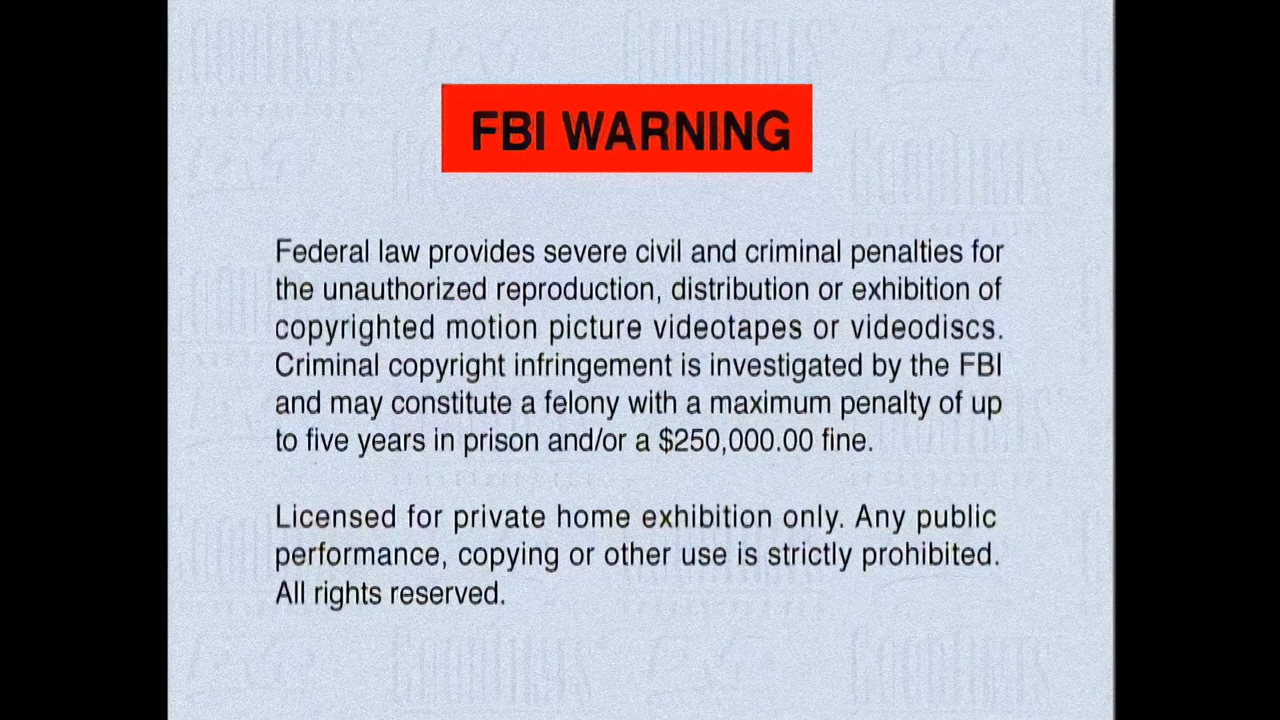 FBI WARNING
Federal law provides severe civil and criminal penalties for
the unauthorized reproduction, distribution or exhibition of
copyrighted motion picture videotapes or videodiscs.
Criminal copyright infringement is investigated by the FBI
and may constitute a felony with a maximum penalty of up
to five years in prison and/or a $250,000.00 fine.
Licensed for private home exhibition only. Any public
performance, copying or other use is strictly prohibited.
All rights reserved.